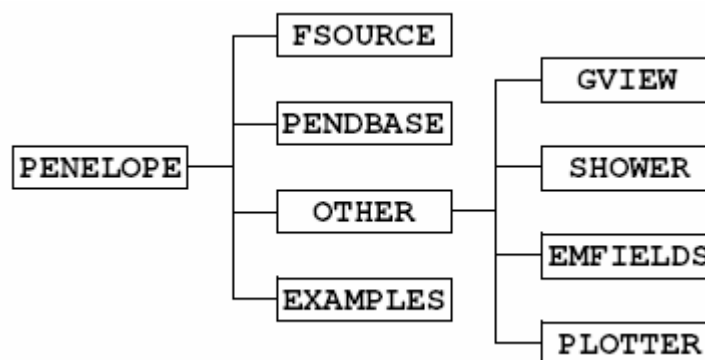 PENELOPE
FSOURCE
PENDBASE
OTHER
EXAMPLES
GVIEW
SHOWER
EMFIELDS
PLOTTER